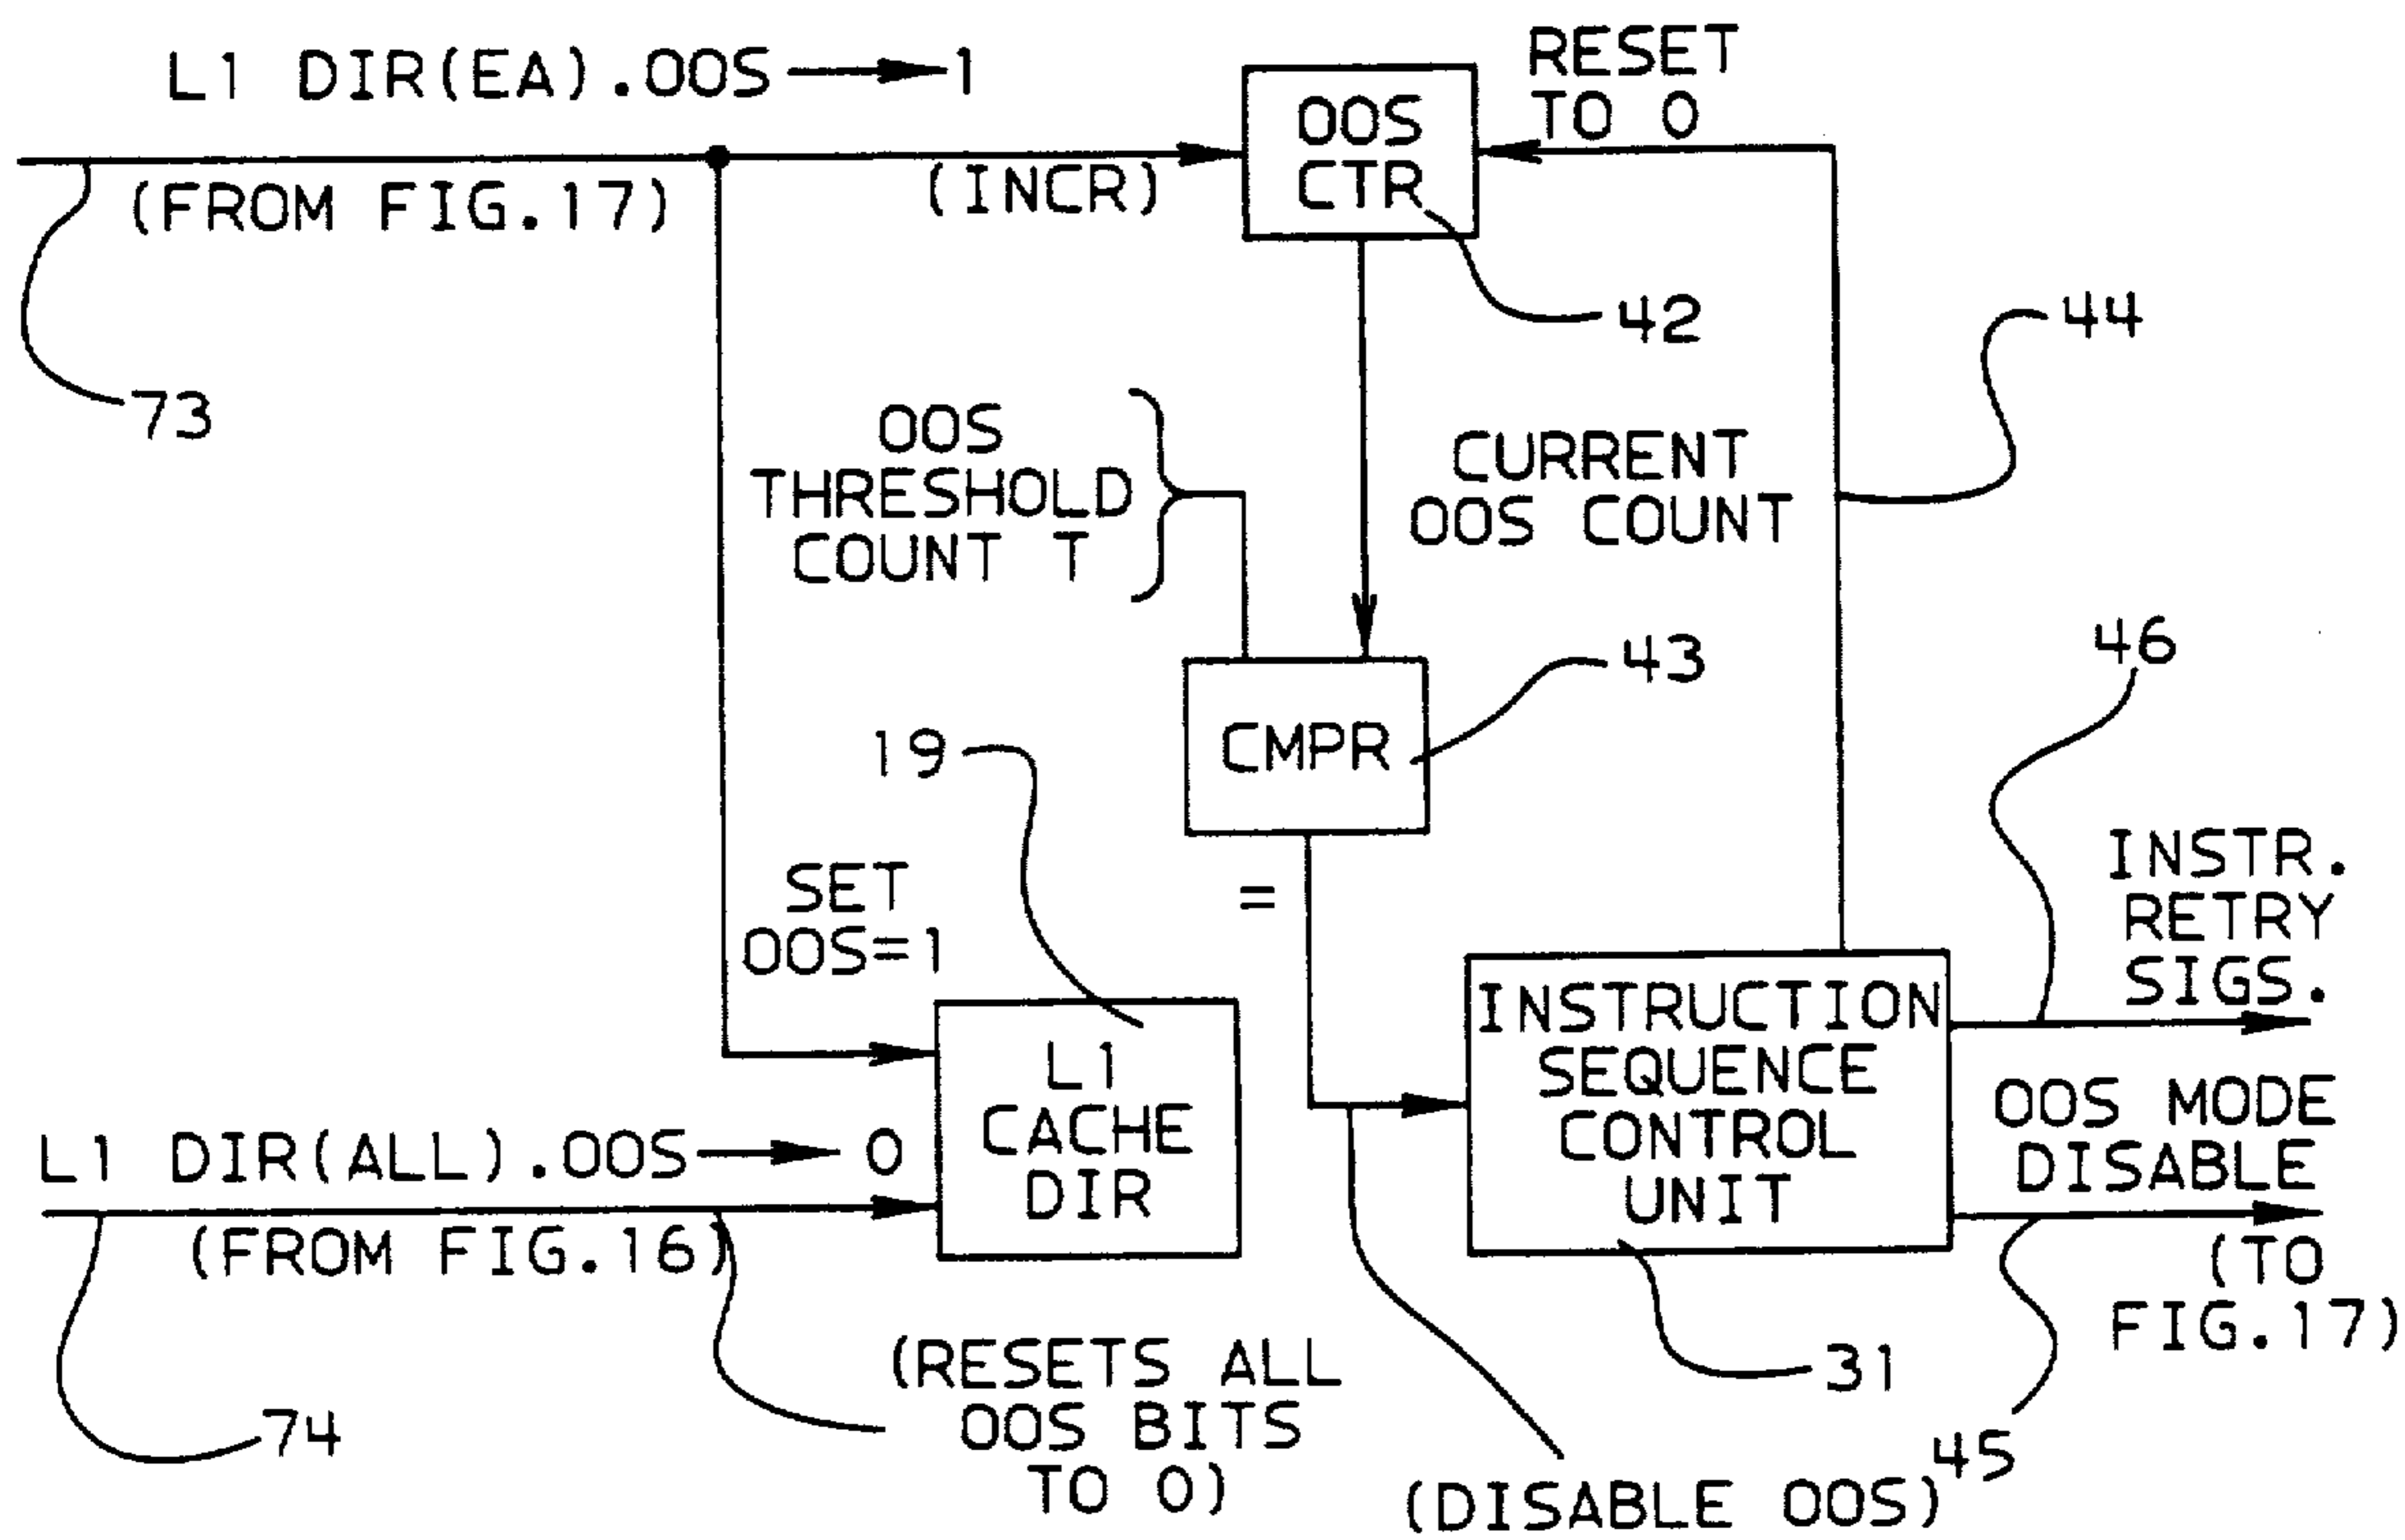 L1 DIR(EA).OOS → 1
(FROM FIG.17)
73
(INCR)
OOS
CTR
RESET
TO 0
42
44
OOS
THRESHOLD
COUNT T
CURRENT
OOS COUNT
CMPR
43
19
=
SET
OOS=1
L1
CACHE
DIR
L1 DIR(ALL).OOS → 0
(FROM FIG.16)
74
(RESETS ALL
OOS BITS
TO 0)
INSTRUCTION
SEQUENCE
CONTROL
UNIT
31
(DISABLE OOS)
46
INSTR.
RETRY
SIGS.
OOS MODE
DISABLE
(TO
FIG.17)
45